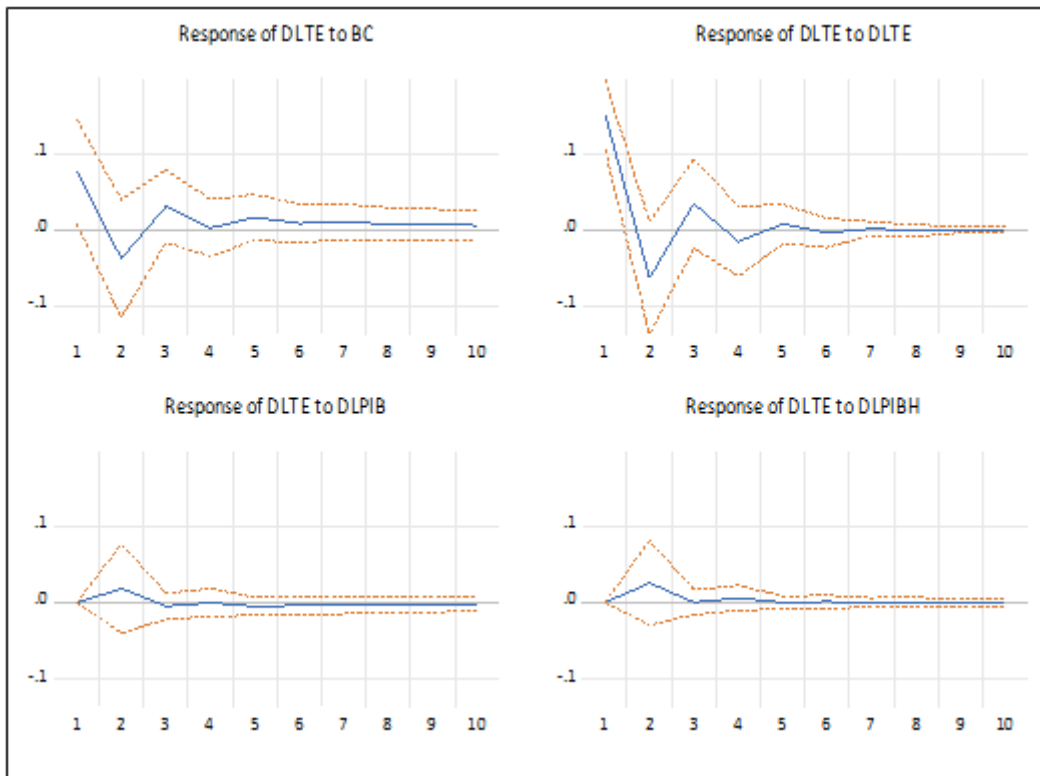 Response of DLTE to BC
.1
.0
-.1
1 2 3 4 5 6 7 8 9 10
Response of DLTE to DLTE
.1
.0
-.1
1 2 3 4 5 6 7 8 9 10
Response of DLTE to DLPIB
.1
.0
-.1
1 2 3 4 5 6 7 8 9 10
Response of DLTE to DLPIBH
.1
.0
-.1
1 2 3 4 5 6 7 8 9 10